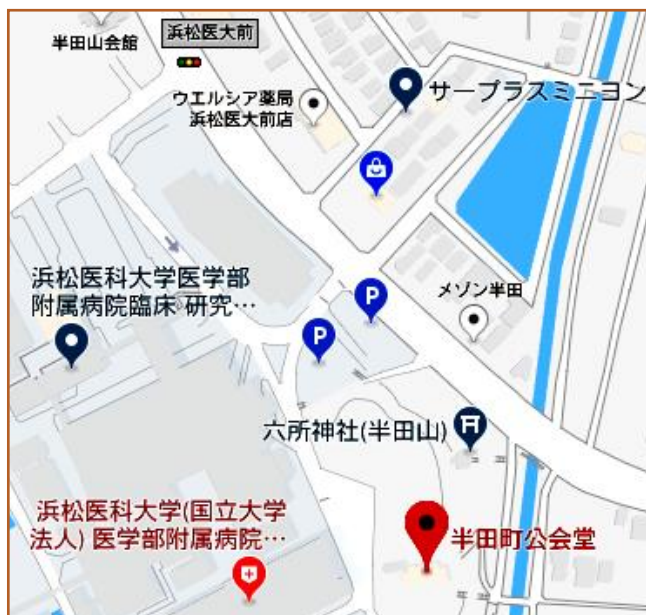 半田山会館
浜松医大前
ウエルシア薬局
浜松医大前店
サープラスミニヨン
浜松医科大学医学部
附属病院臨床 研究…
P
メゾン半田
P
六所神社(半田山)
浜松医科大学(国立大学
法人) 医学部附属病院…
半田町公会堂